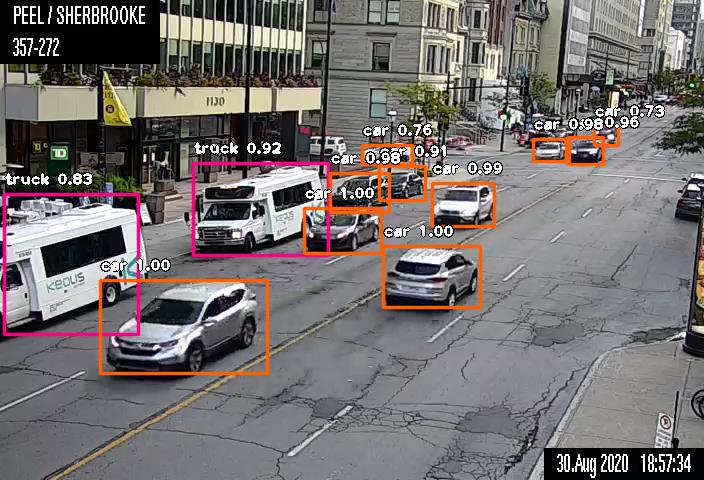 PEEL / SHERBROOKE
357-272
1130
TD
car 0.73
car 0.98
0.96
car 0.76
car 0.98
0.91
truck 0.92
car 0.99
truck 0.83
car 1.00
car 1.00
car 1.00
KEOLIS
KEOLIS
P
30.Aug 2020 18:57:34